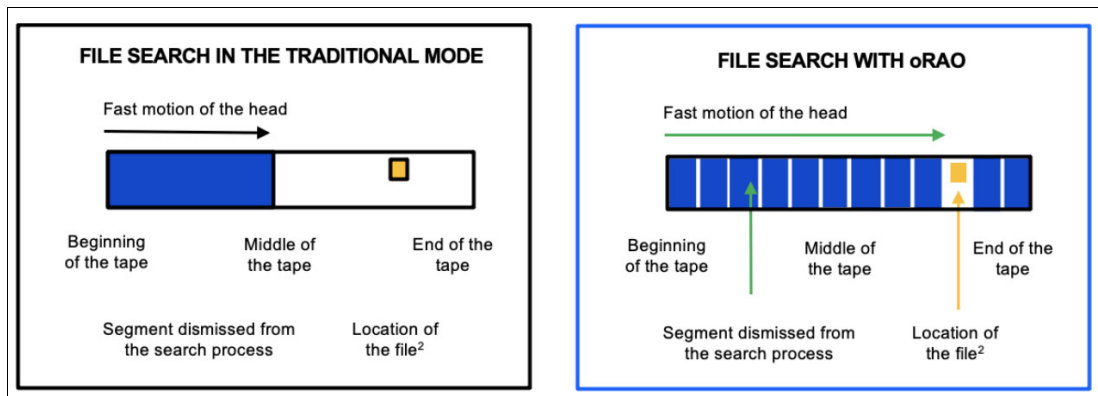 FILE SEARCH IN THE TRADITIONAL MODE
Fast motion of the head
Beginning
of the tape
Middle of
the tape
End of the
tape
Segment dismissed from
the search process
Location of
the file²
FILE SEARCH WITH oRAO
Fast motion of the head
Beginning
of the tape
Middle of
the tape
End of the
tape
Segment dismissed from
the search process
Location of
the file²